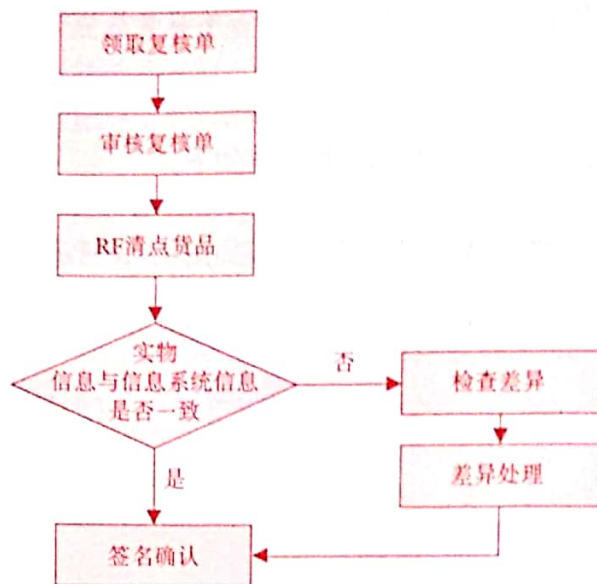 领取复核单
审核复核单
RF清点货品
实物
信息与信息系统信息
是否一致
否
检查差异
是
差异处理
签名确认